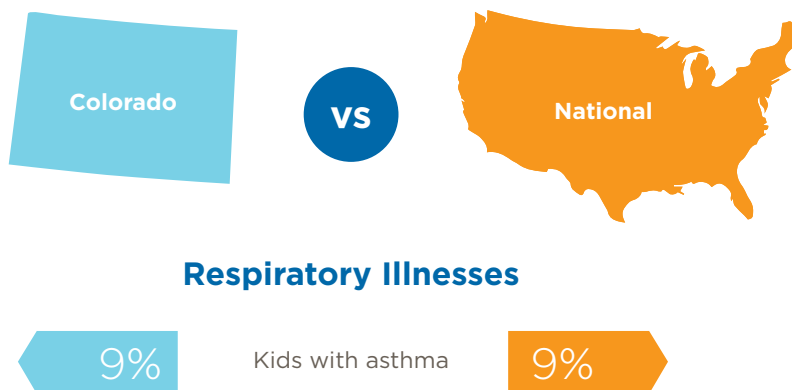 Colorado
vs
National
Respiratory Illnesses
9% Kids with asthma 9%